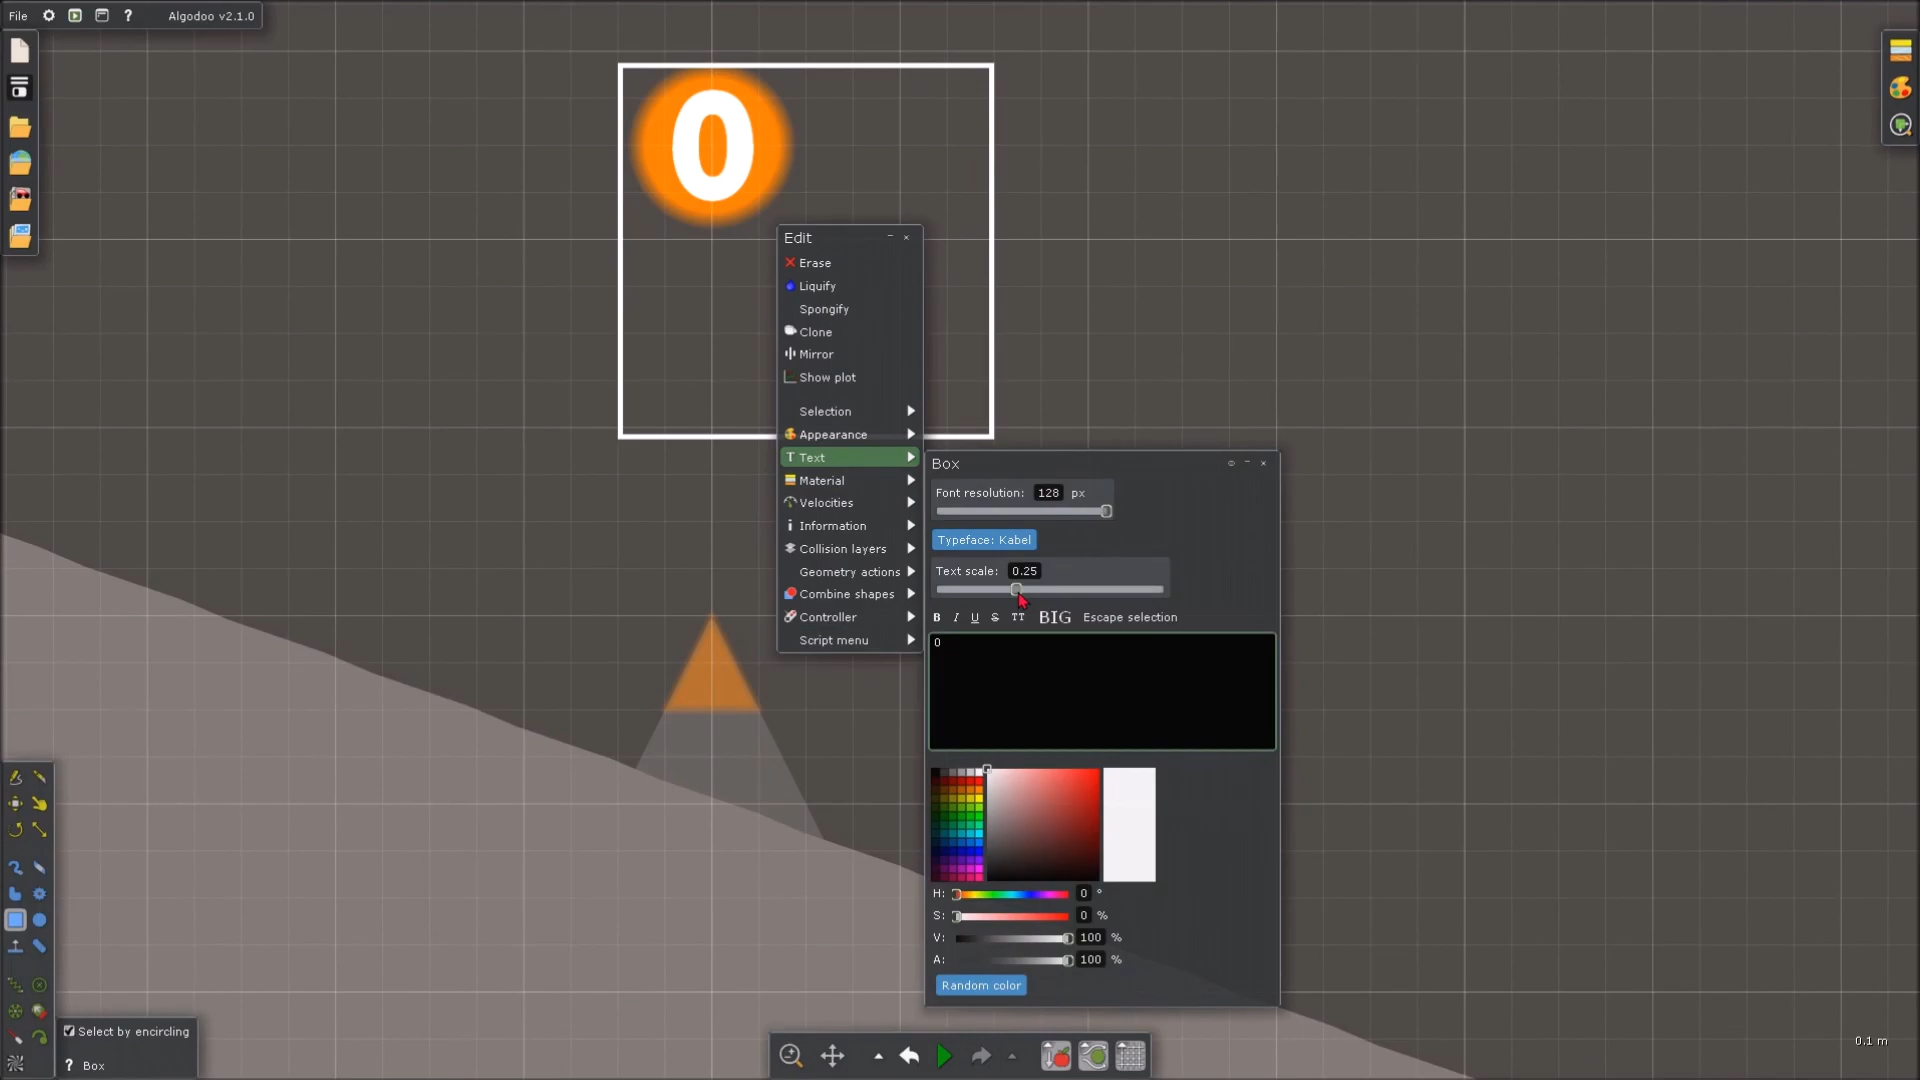 File ? Algodoo v2.1.0
0
Edit
Erase
Liquify
Spongify
Clone
Mirror
Show plot
Selection
Appearance
T Text
Material
Velocities
Information
Collision layers
Geometry actions
Combine shapes
Controller
Script menu
Box
Font resolution: 128 px
Typeface: Kabel
Text scale: 0.25
B I U S TT BIG Escape selection
0
H: 0 °
S: 0 %
V: 100 %
A: 100 %
Random color
Select by encircling
? Box
0.1 m